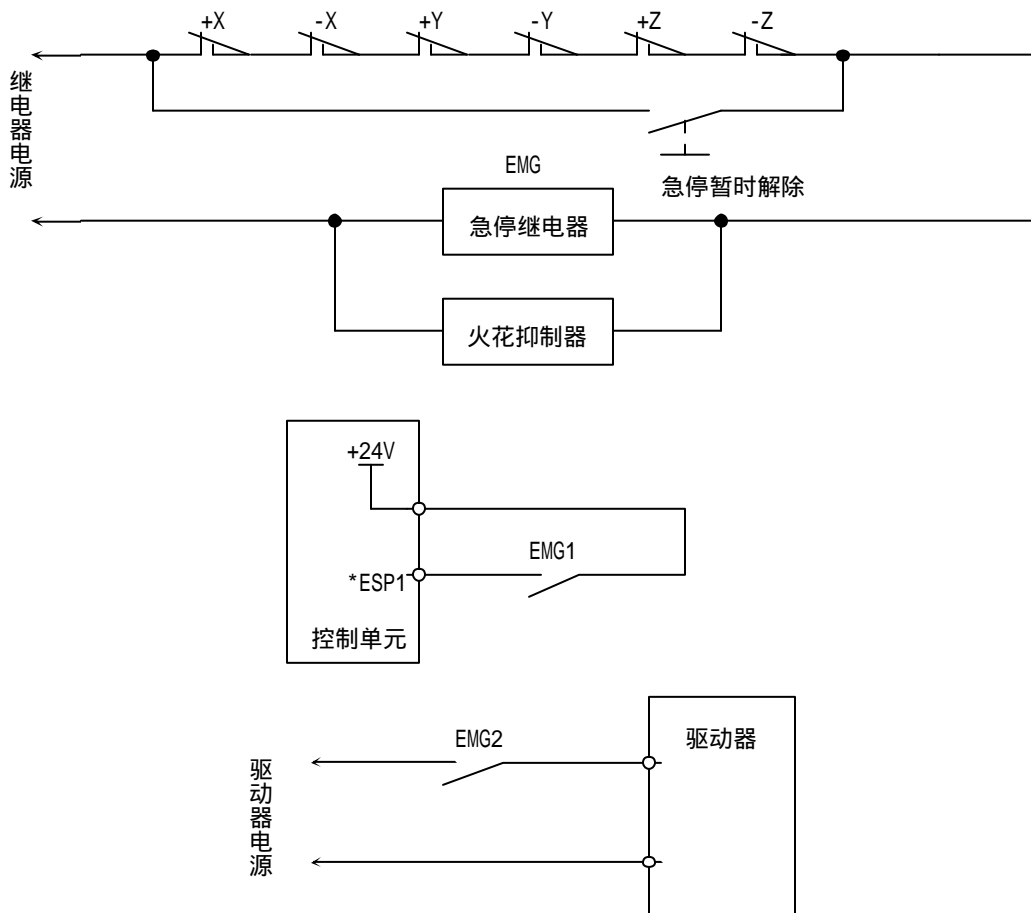 +X
-X
+Y
-Y
+Z
-Z
继电器电源
急停暂时解除
EMG
急停继电器
火花抑制器
+24V
EMG1
*ESP1
控制单元
EMG2
驱动器
驱动器电源